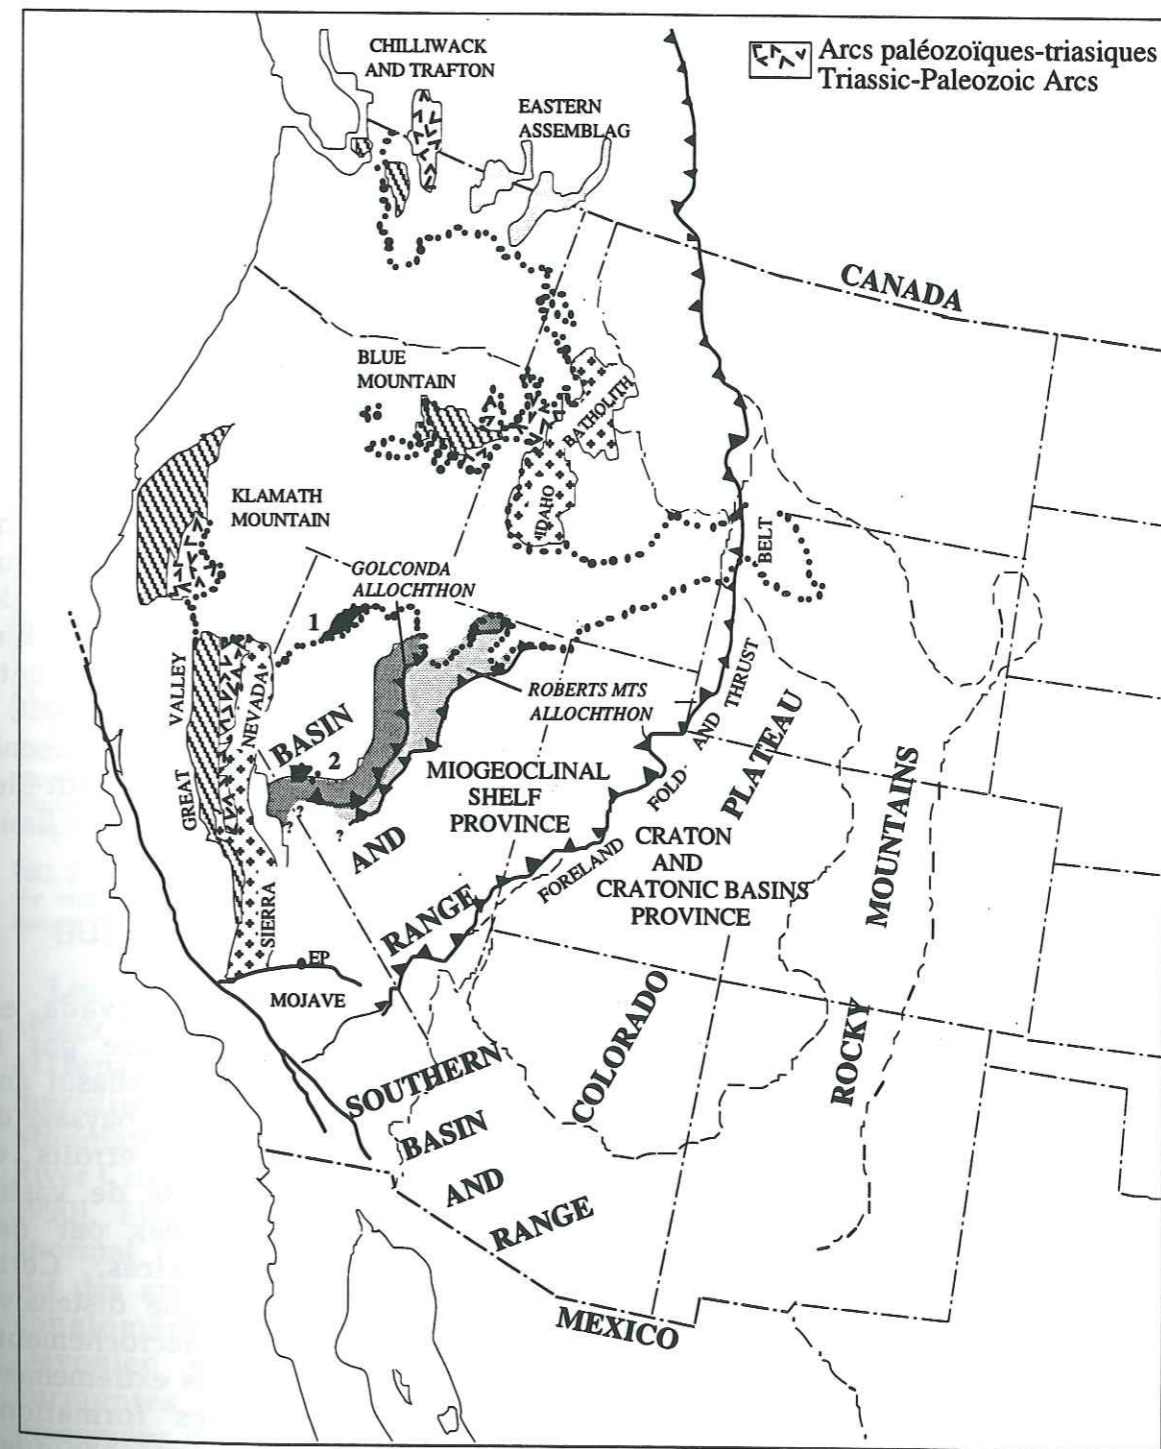 CHILLIWACK
AND TRAFTON
EASTERN
ASSEMBLAG
Arcs paléozoïques-triasiques
Triassic-Paleozoic Arcs
CANADA
BLUE
MOUNTAIN
BATHOLITH
IDAHO
KLAMATH
MOUNTAIN
BELT
GOLCONDA
ALLOCHTHON
1
ROBERTS MTS
ALLOCHTHON
AND THRUST
FOLD
FORELAND
VALLEY
GREAT
NEVADA
SIERRA
BASIN
2
AND
RANGE
? ?
?
MIOGEOCLINAL
SHELF
PROVINCE
PLATEAU
COLORADO
CRATON
AND
CRATONIC BASINS
PROVINCE
MOUNTAINS
ROCKY
EP
MOJAVE
SOUTHERN
BASIN
AND
RANGE
MEXICO